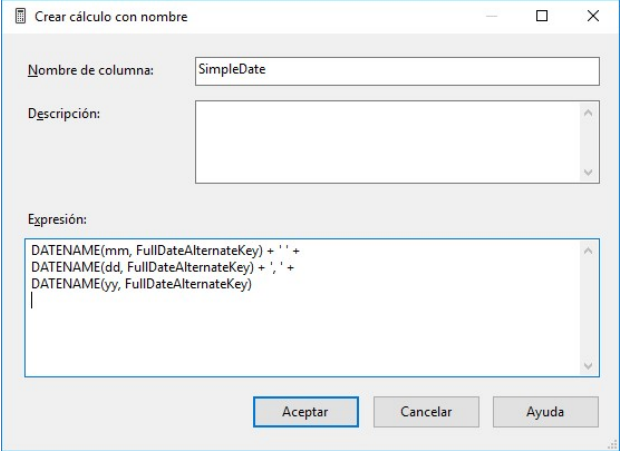 Crear cálculo con nombre
Nombre de columna:
SimpleDate
Descripción:
Expresión:
DATENAME(mm, FullDateAlternateKey) + ' ' +
DATENAME(dd, FullDateAlternateKey) + ', ' +
DATENAME(yy, FullDateAlternateKey)
Aceptar Cancelar Ayuda